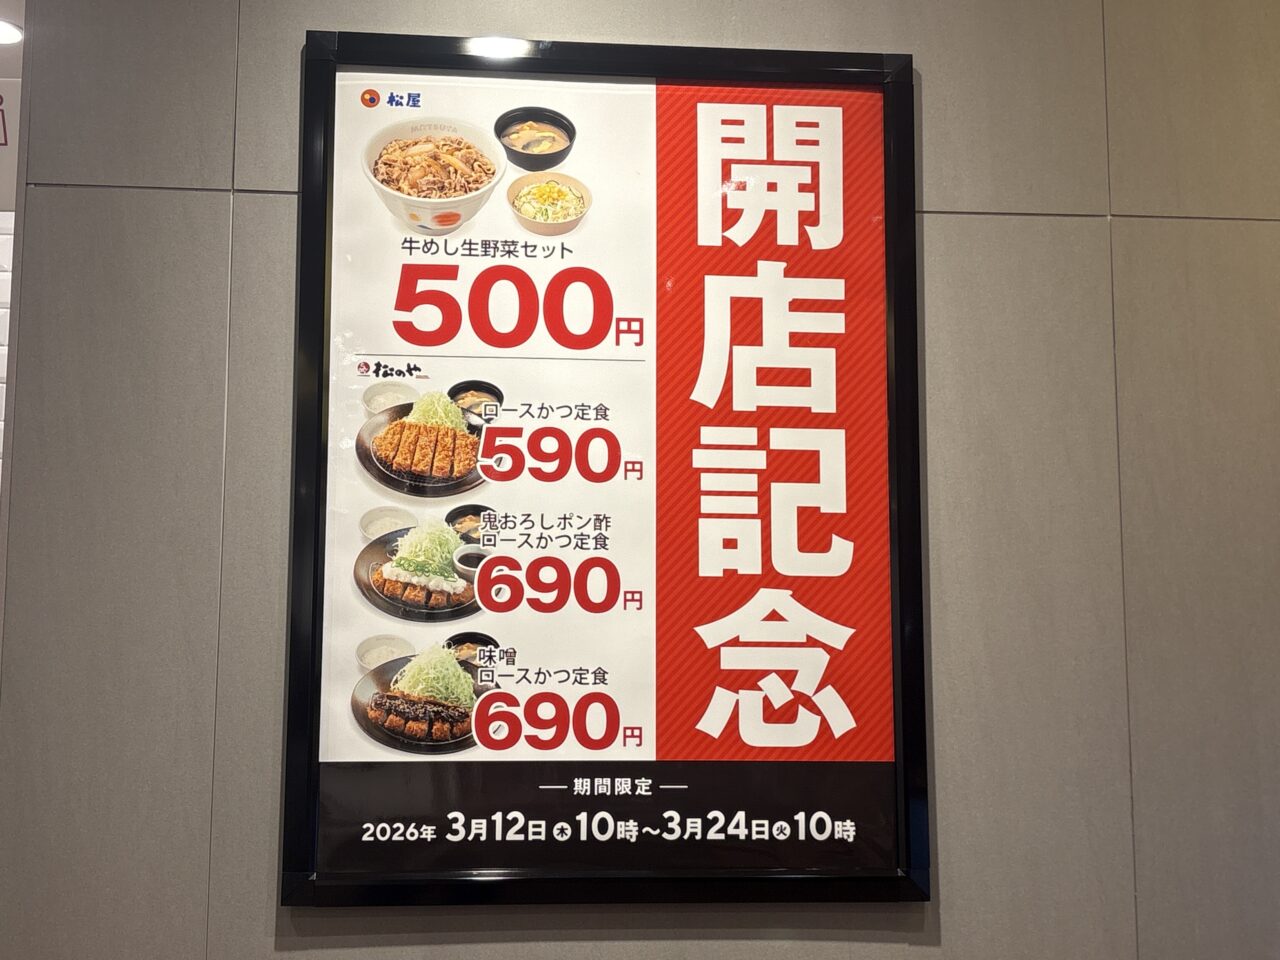 松屋
MATSUYA
牛めし生野菜セット
500円
松のや
ロースかつ定食
590円
鬼おろしポン酢
ロースかつ定食
690円
味噌
ロースかつ定食
690円
開店記念
期間限定
2026年 3月12日木10時～3月24日火10時